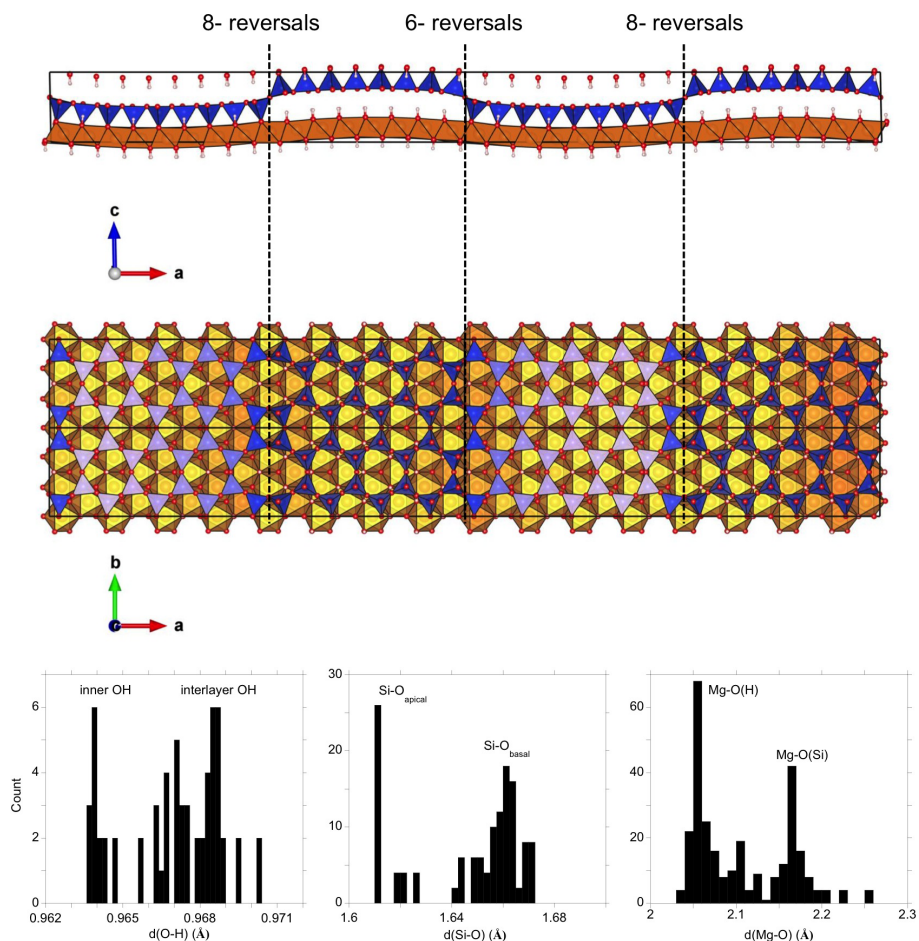 8- reversals 6- reversals 8- reversals
c
a
b
a
inner OH interlayer OH
6
4
2
0
Count
0.962 0.965 0.968 0.971
d(O-H) (Å)
Si-O apical
Si-O basal
30
20
10
0
1.6 1.64 1.68
d(Si-O) (Å)
Mg-O(H)
Mg-O(Si)
60
40
20
0
2 2.1 2.2 2.3
d(Mg-O) (Å)